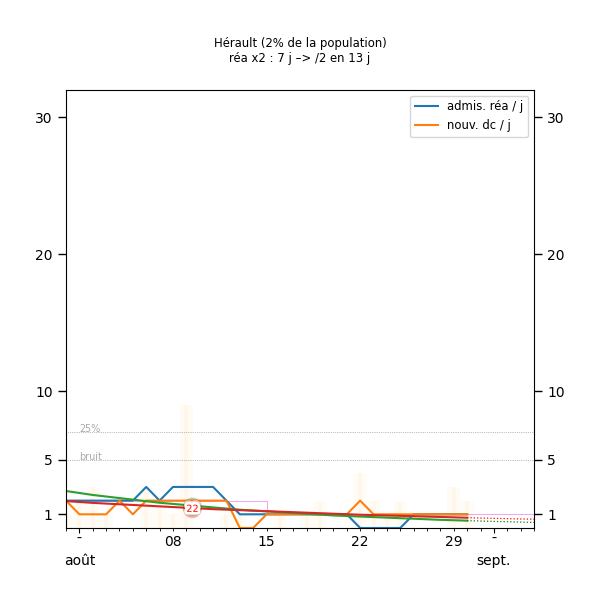 Hérault (2% de la population)
réa x2 : 7 j –> /2 en 13 j
admis. réa / j
nouv. dc / j
30 30
20 20
10 10
25%
bruit
5 5
22
1 1
- 08 15 22 29 -
août sept.